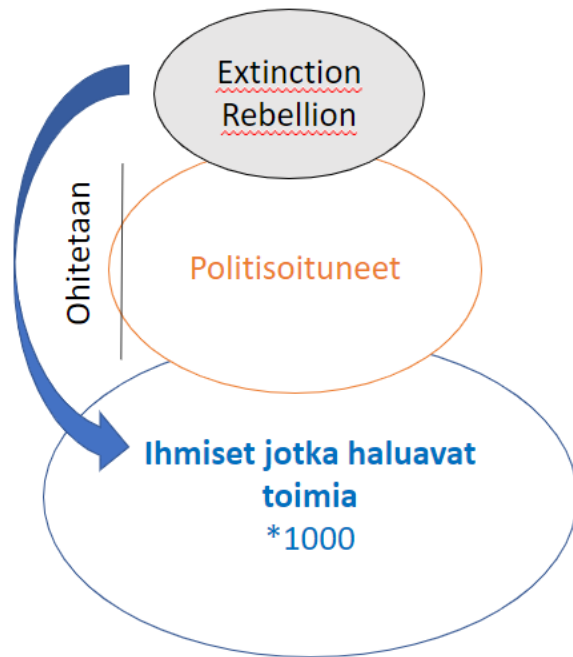 Extinction
Rebellion
Ohitetaan
Politisoituneet
Ihmiset jotka haluavat
toimia
*1000